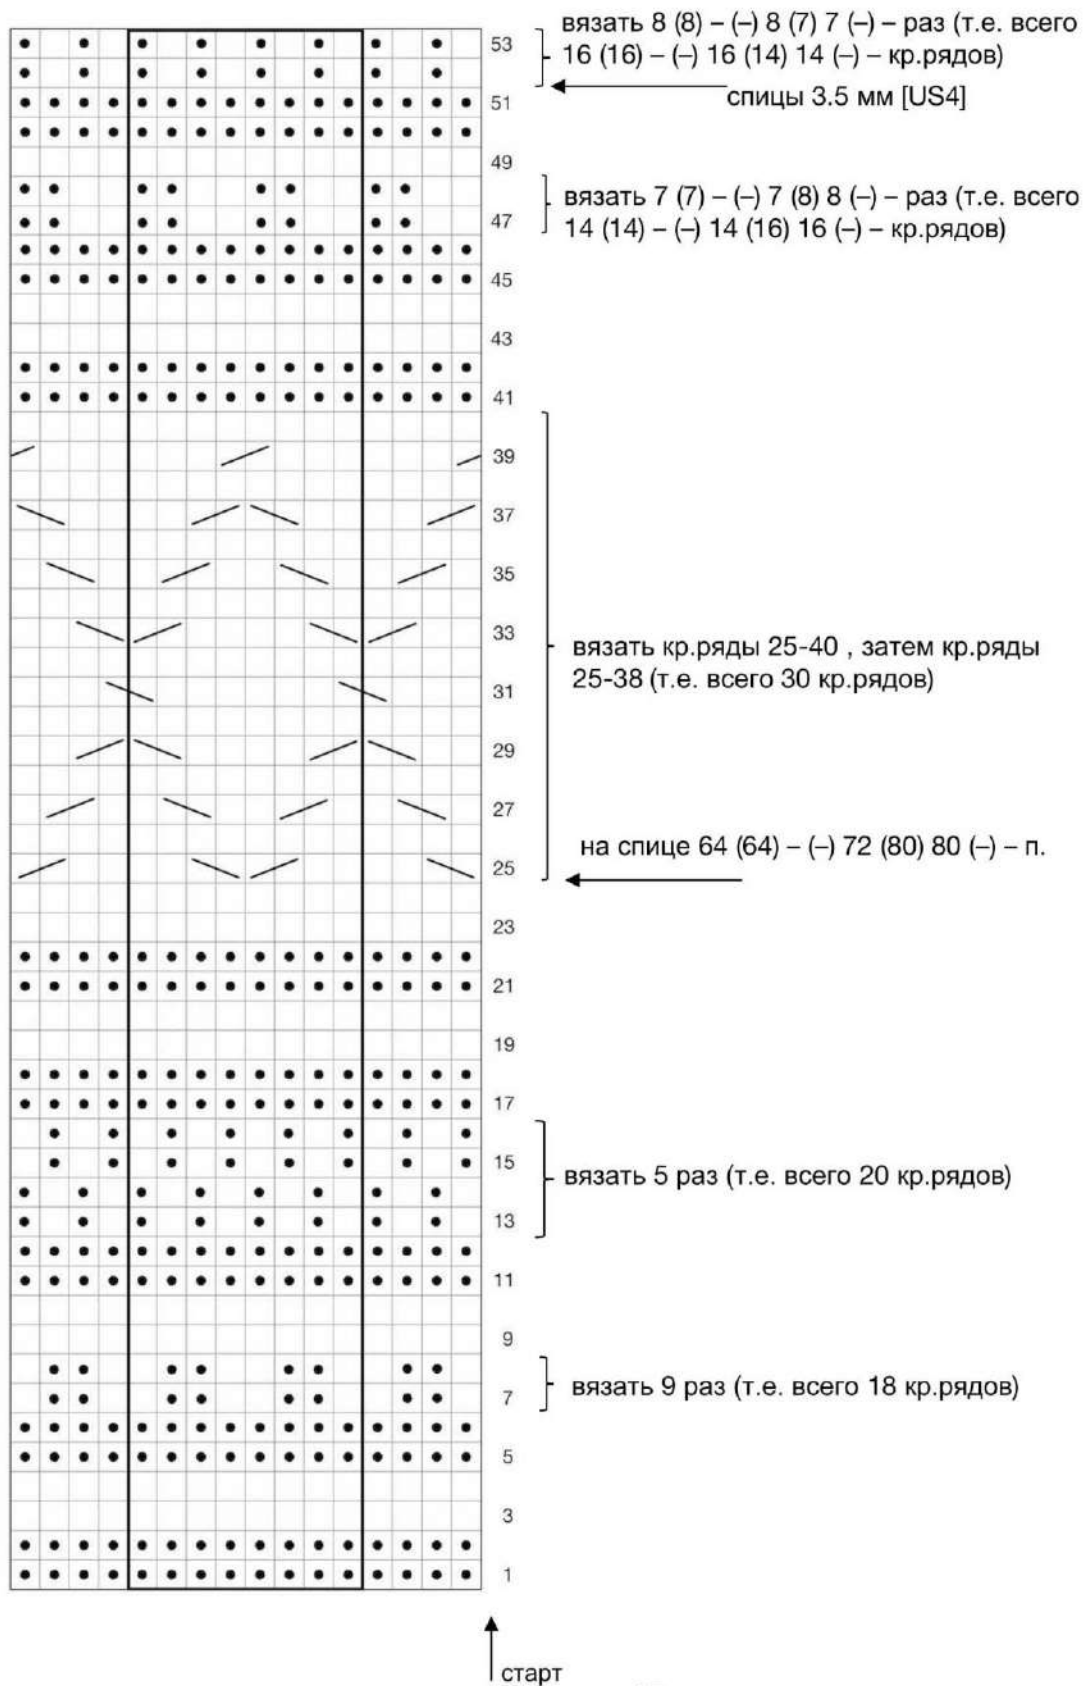 вязать 8 (8) – (–) 8 (7) 7 (–) – раз (т.е. всего
53
16 (16) – (–) 16 (14) 14 (–) – кр.рядов)
спицы 3.5 мм [US4]
51
49
вязать 7 (7) – (–) 7 (8) 8 (–) – раз (т.е. всего
47
14 (14) – (–) 14 (16) 16 (–) – кр.рядов)
45
43
41
39
37
35
33
вязать кр.ряды 25-40 , затем кр.ряды
25-38 (т.е. всего 30 кр.рядов)
31
29
27
на спице 64 (64) – (–) 72 (80) 80 (–) – п.
25
23
21
19
17
15
вязать 5 раз (т.е. всего 20 кр.рядов)
13
11
9
вязать 9 раз (т.е. всего 18 кр.рядов)
7
5
3
1
старт